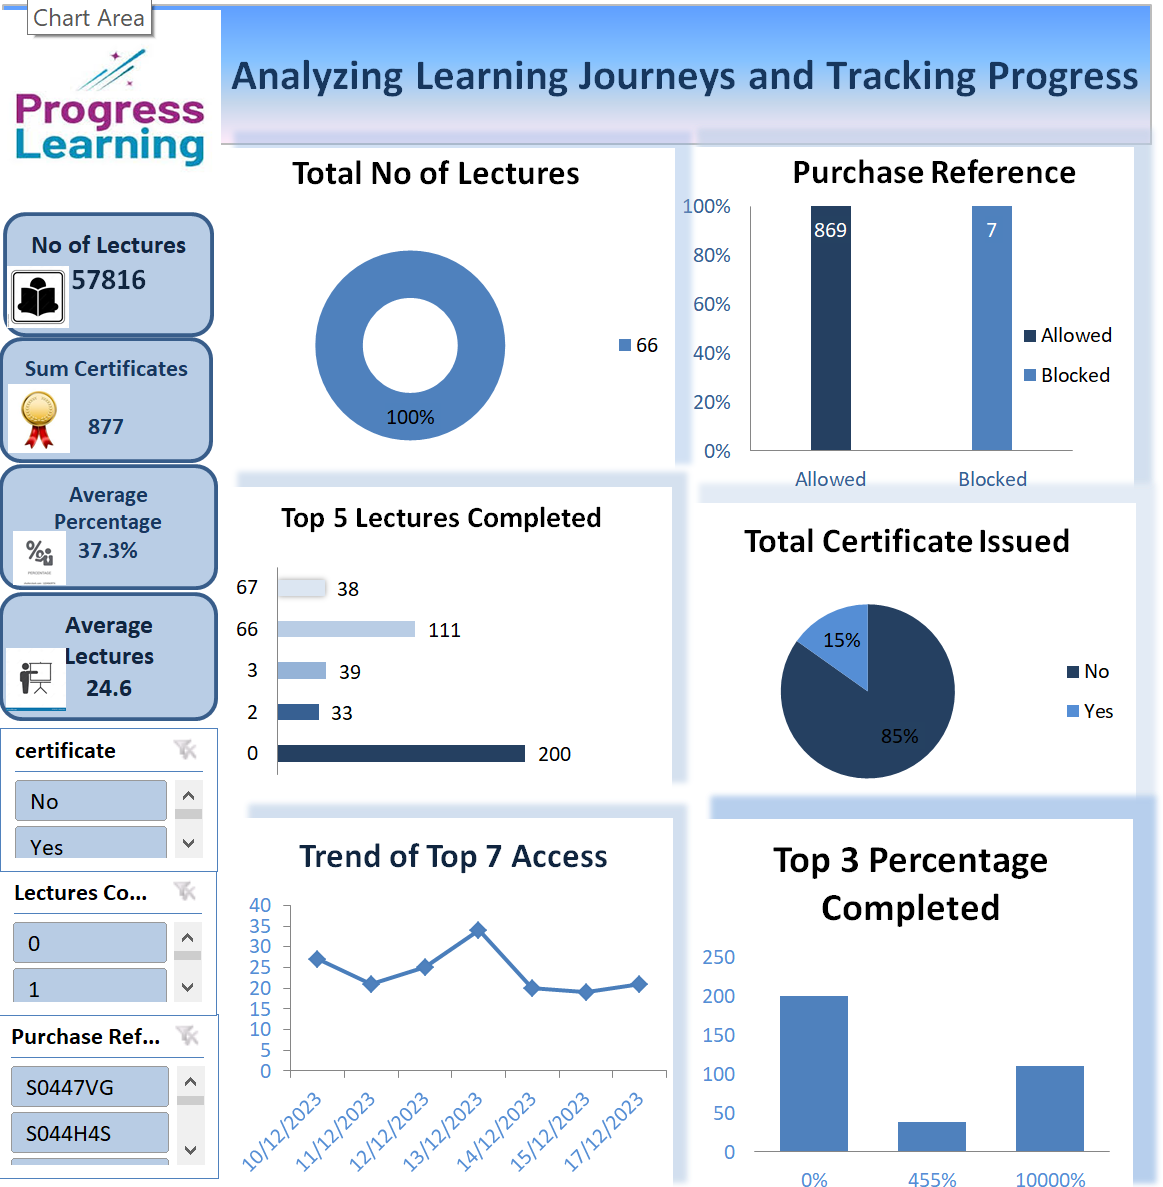 Chart Area
Progress
Learning
Analyzing Learning Journeys and Tracking Progress
No of Lectures
57816
Sum Certificates
877
Average
Percentage
37.3%
Average
Lectures
24.6
certificate
No
Yes
Lectures Co...
0
1
Purchase Ref...
S0447VG
S044H4S
Total No of Lectures
100%
66
Purchase Reference
100%
80%
60%
40%
20%
0%
869
7
Allowed
Blocked
Allowed
Blocked
Top 5 Lectures Completed
67 38
66 111
3 39
2 33
0 200
Total Certificate Issued
15%
85%
No
Yes
Trend of Top 7 Access
40
35
30
25
20
15
10
5
0
10/12/2023
11/12/2023
12/12/2023
13/12/2023
14/12/2023
15/12/2023
17/12/2023
Top 3 Percentage
Completed
250
200
150
100
50
0
0% 455% 10000%